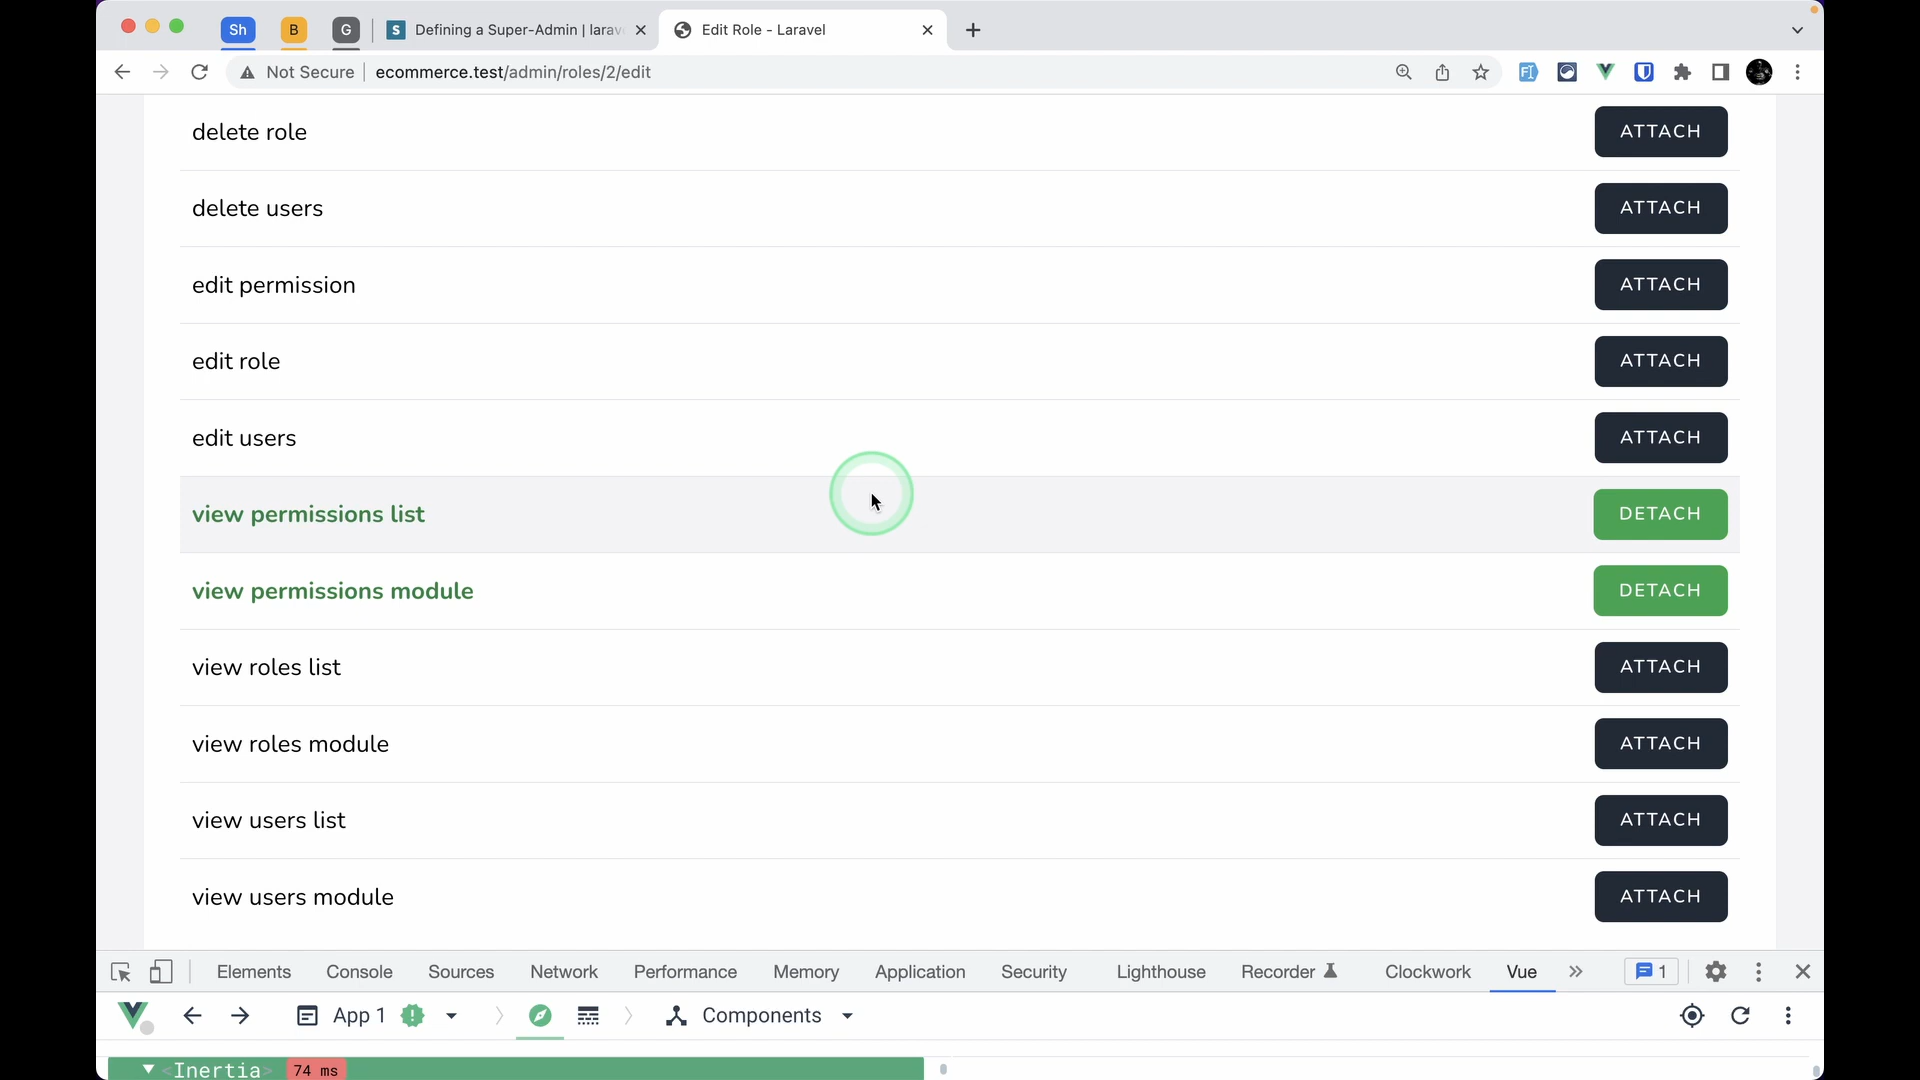 Sh
B
G
S
Defining a Super-Admin | larav
Edit Role - Laravel
Not Secure
ecommerce.test/admin/roles/2/edit
delete role
ATTACH
delete users
ATTACH
edit permission
ATTACH
edit role
ATTACH
edit users
ATTACH
view permissions list
DETACH
view permissions module
DETACH
view roles list
ATTACH
view roles module
ATTACH
view users list
ATTACH
view users module
ATTACH
Elements Console Sources Network Performance Memory Application Security Lighthouse Recorder Clockwork Vue
1
App 1
Components
<Inertia> 74 ms